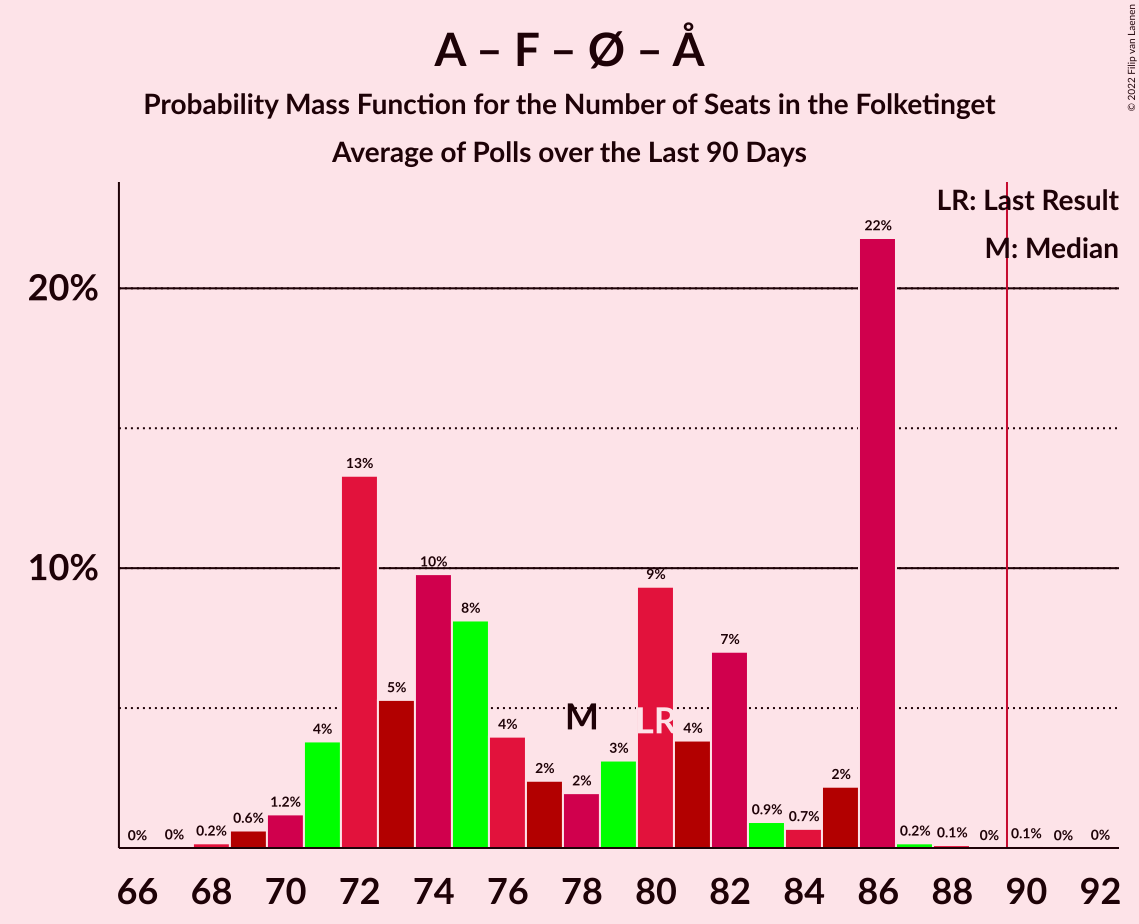 A – F – Ø – Å
Probability Mass Function for the Number of Seats in the Folketinget
Average of Polls over the Last 90 Days
© 2022 Filip van Laenen
LR: Last Result
M: Median
20%
10%
0% 0% 0.2% 0.6% 1.2% 4% 13% 5% 10% 8% 4% 2% 2% 3% 9% 4% 7% 0.9% 0.7% 2% 22% 0.2% 0.1% 0% 0.1% 0% 0%
M LR
66 68 70 72 74 76 78 80 82 84 86 88 90 92